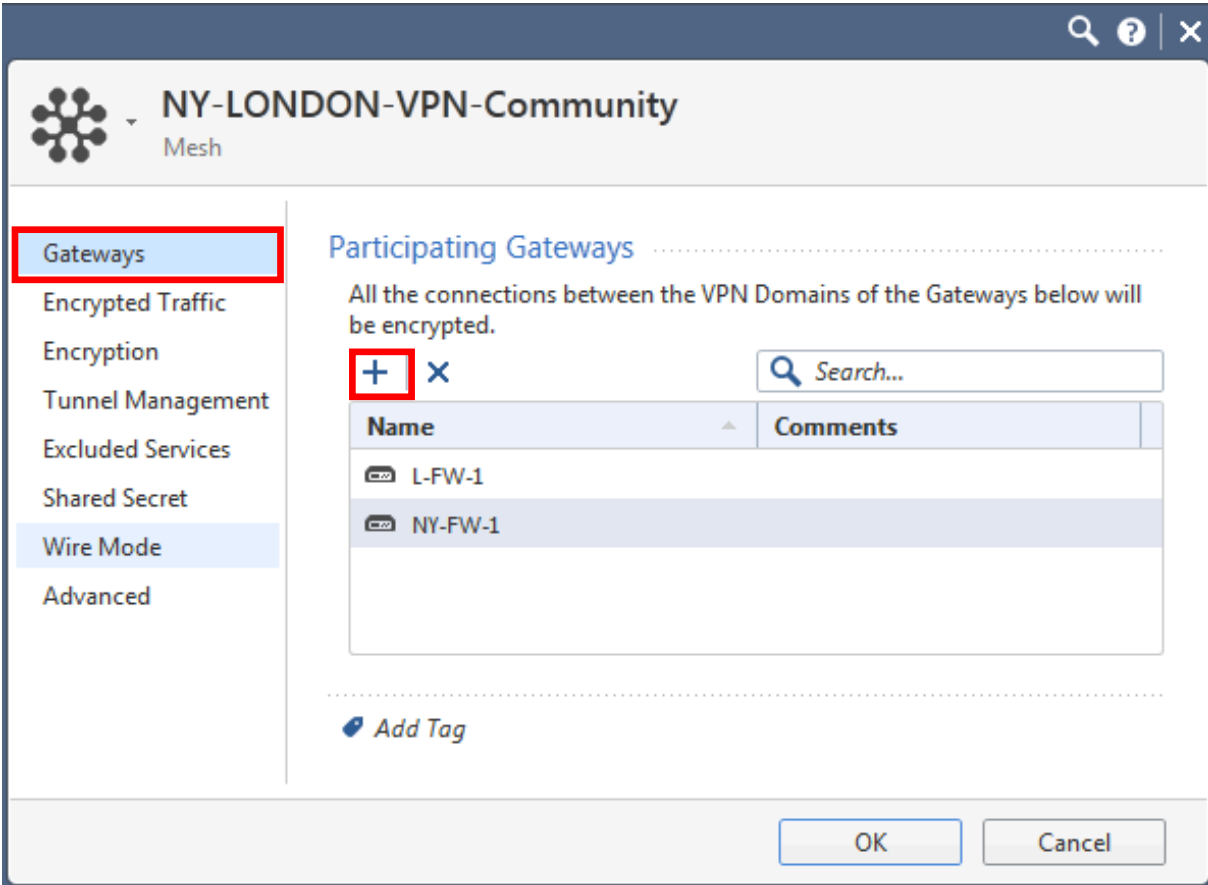 NY-LONDON-VPN-Community
Mesh
Gateways
Encrypted Traffic
Encryption
Tunnel Management
Excluded Services
Shared Secret
Wire Mode
Advanced
Participating Gateways
All the connections between the VPN Domains of the Gateways below will
be encrypted.
Search...
Name Comments
L-FW-1
NY-FW-1
Add Tag
OK Cancel